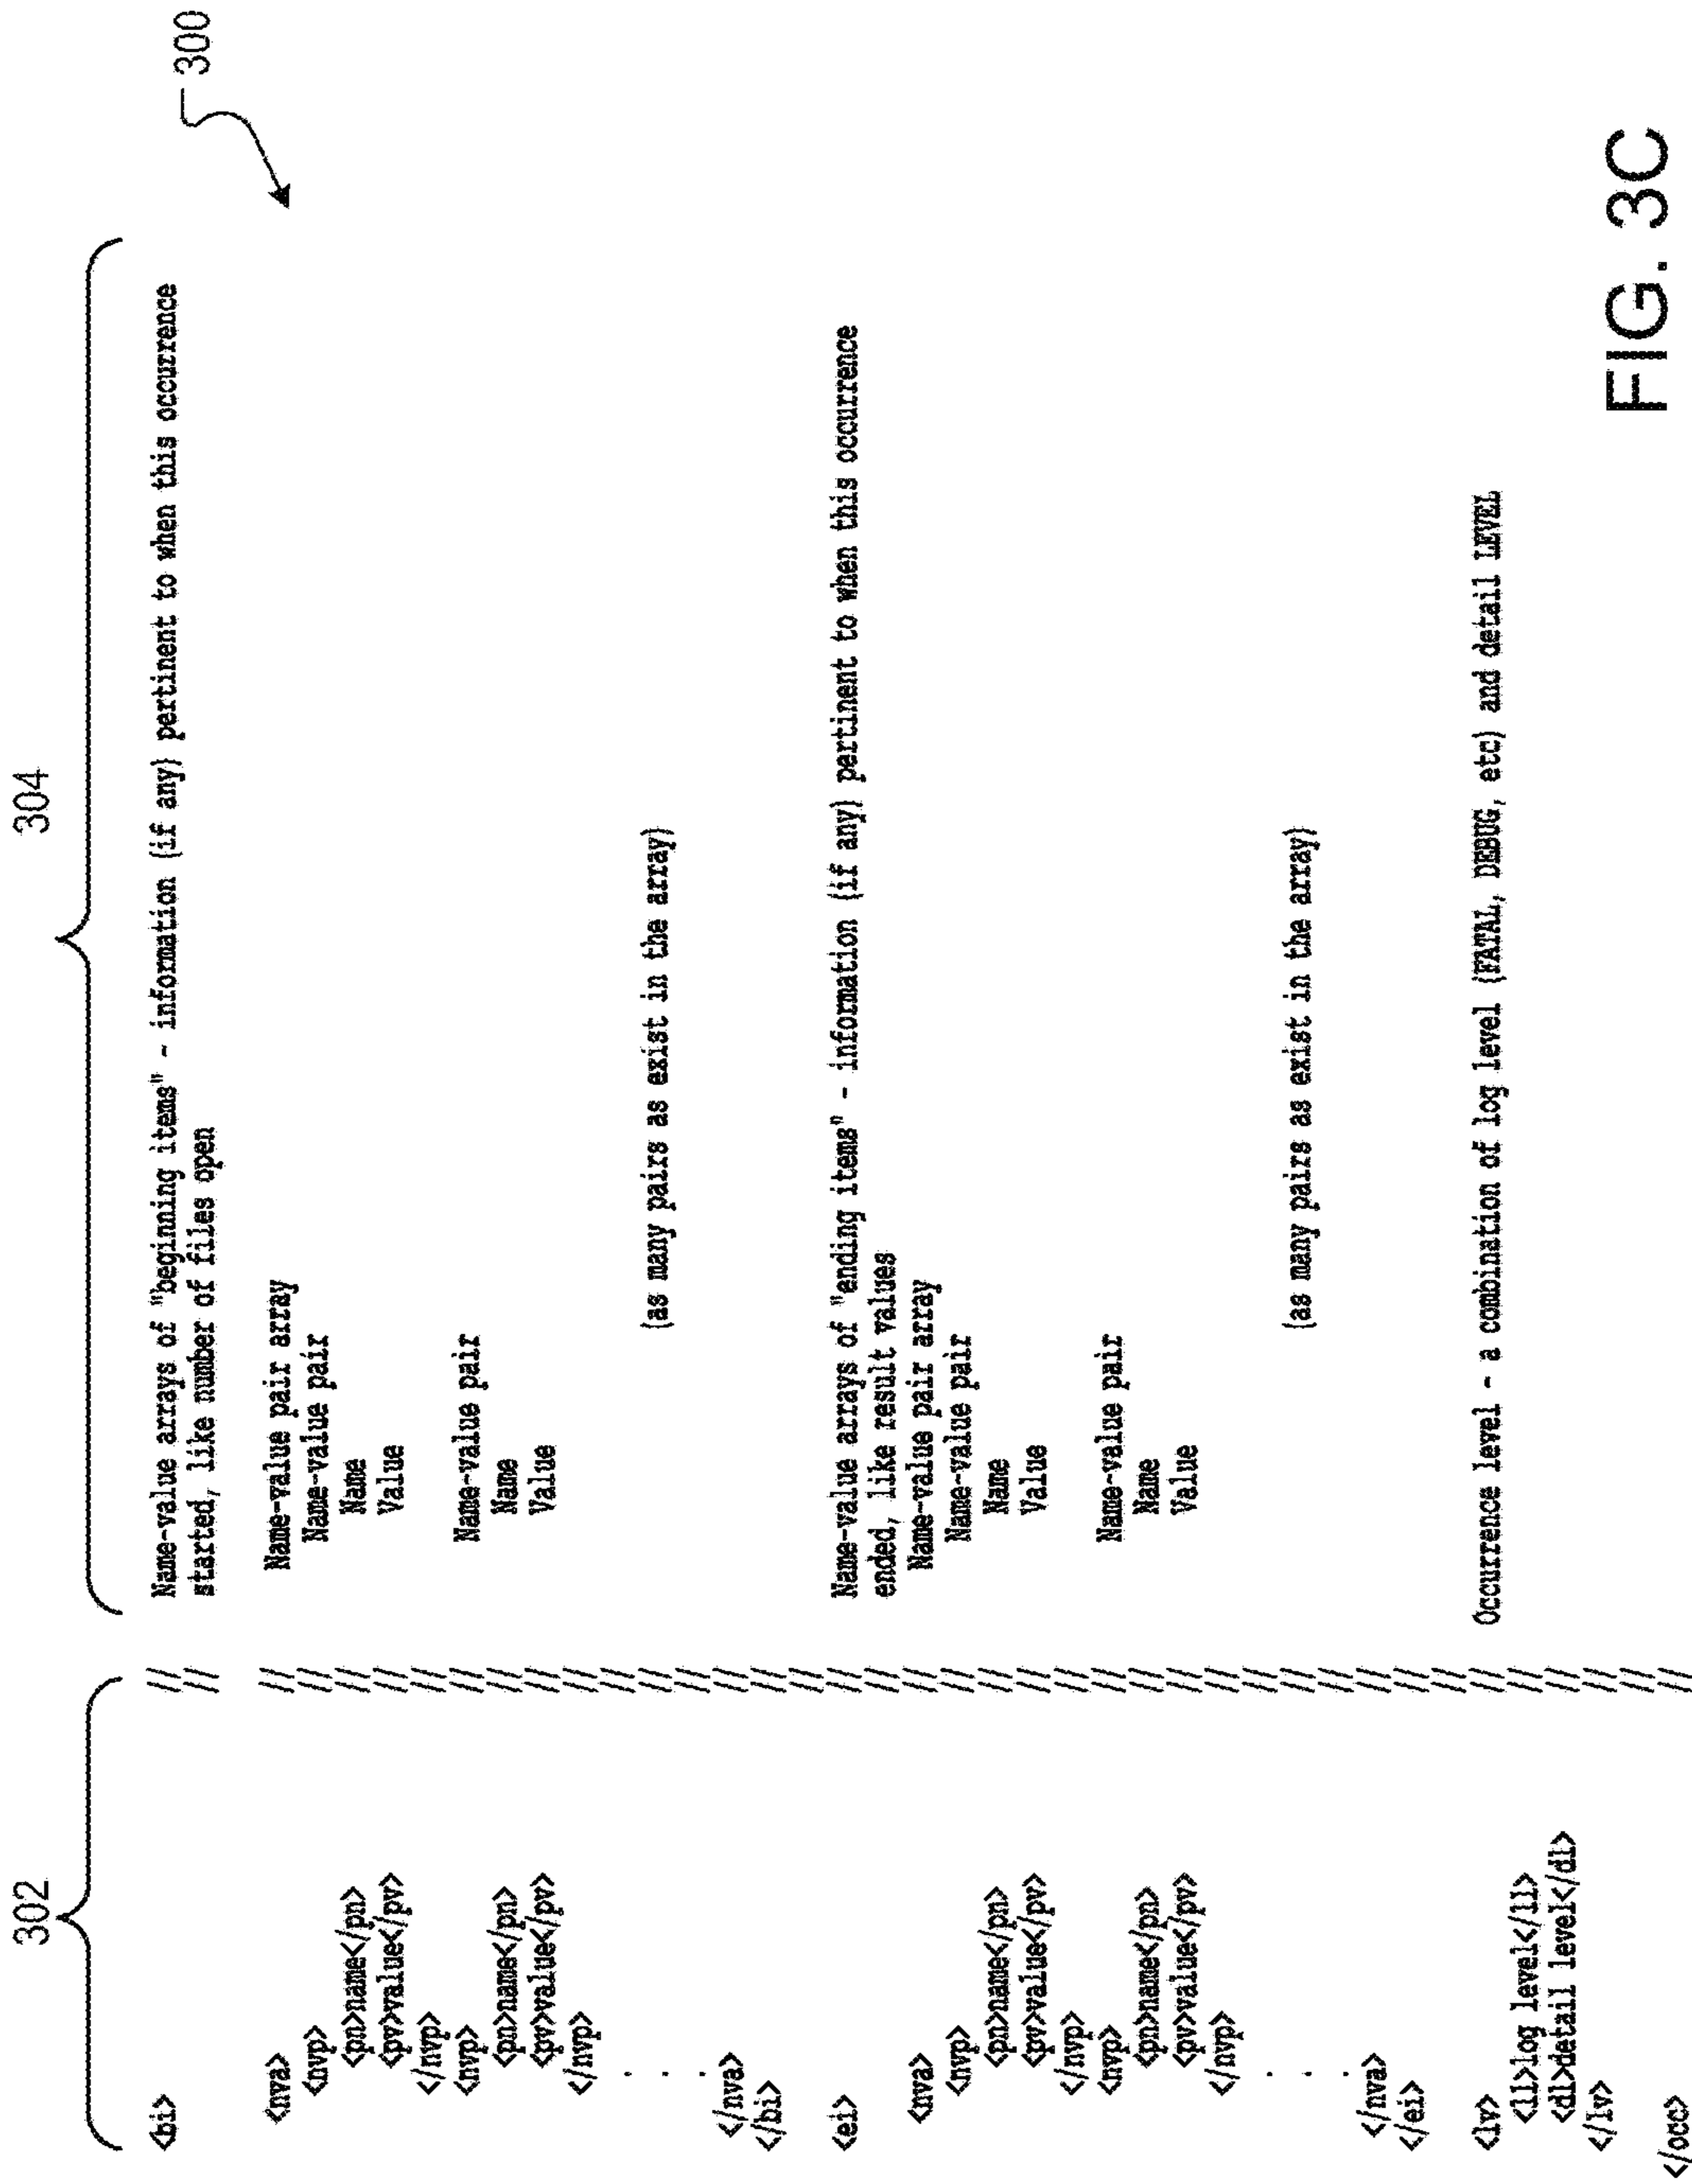 302 304
300
<bi> // Name-value arrays of "beginning items" - information (if any) pertinent to when this occurrence
// started, like number of files open
<nva> // Name-value pair array
<nvp> // Name-value pair
<pn>name</pn> // Name
<pv>value</pv> // Value
</nvp> //
<nvp> // Name-value pair
<pn>name</pn> // Name
<pv>value</pv> // Value
</nvp> //
. //
. // (as many pairs as exist in the array)
. //
</nva> //
</bi> //
//
<ei> // Name-value arrays of "ending items" - information (if any) pertinent to when this occurrence
// ended, like result values
<nva> // Name-value pair array
<nvp> // Name-value pair
<pn>name</pn> // Name
<pv>value</pv> // Value
</nvp> //
<nvp> // Name-value pair
<pn>name</pn> // Name
<pv>value</pv> // Value
</nvp> //
. //
. // (as many pairs as exist in the array)
. //
</nva> //
</ei> //
//
<lv> // Occurrence level - a combination of log level (FATAL, DEBUG, etc) and detail LEVEL
<ll>log level</ll> //
<dl>detail level</dl> //
</lv> //
//
</occ> //
FIG. 3C